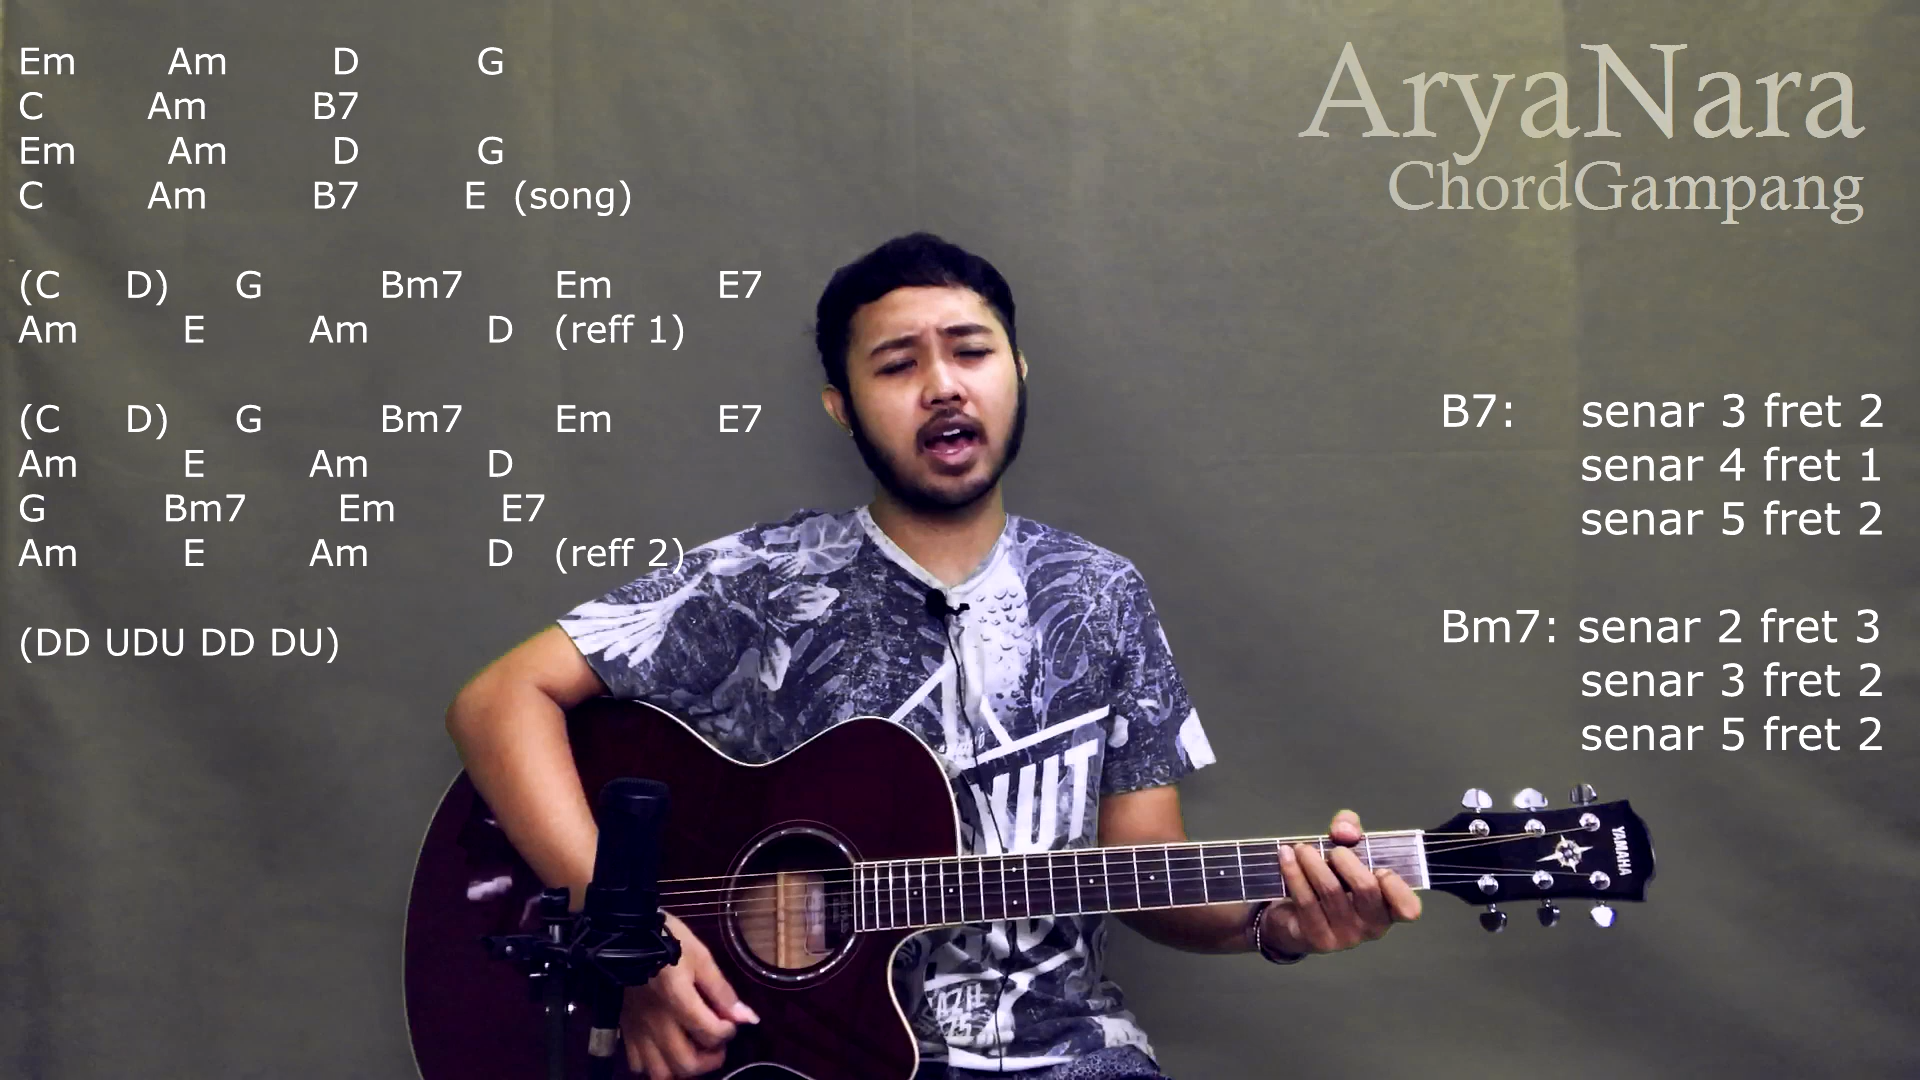 Em Am D G
C Am B7
Em Am D G
C Am B7 E (song)
(C D) G Bm7 Em E7
Am E Am D (reff 1)
(C D) G Bm7 Em E7
Am E Am D
G Bm7 Em E7
Am E Am D (reff 2)
(DD UDU DD DU)
AryaNara
ChordGampang
B7: senar 3 fret 2
senar 4 fret 1
senar 5 fret 2
Bm7: senar 2 fret 3
senar 3 fret 2
senar 5 fret 2
YAMAHA